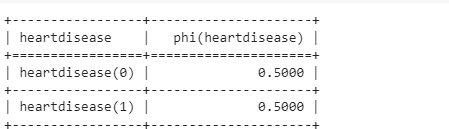 +-----------------+---------------------+
| heartdisease    |   phi(heartdisease) |
+=================+=====================+
| heartdisease(0) |              0.5000 |
+-----------------+---------------------+
| heartdisease(1) |              0.5000 |
+-----------------+---------------------+